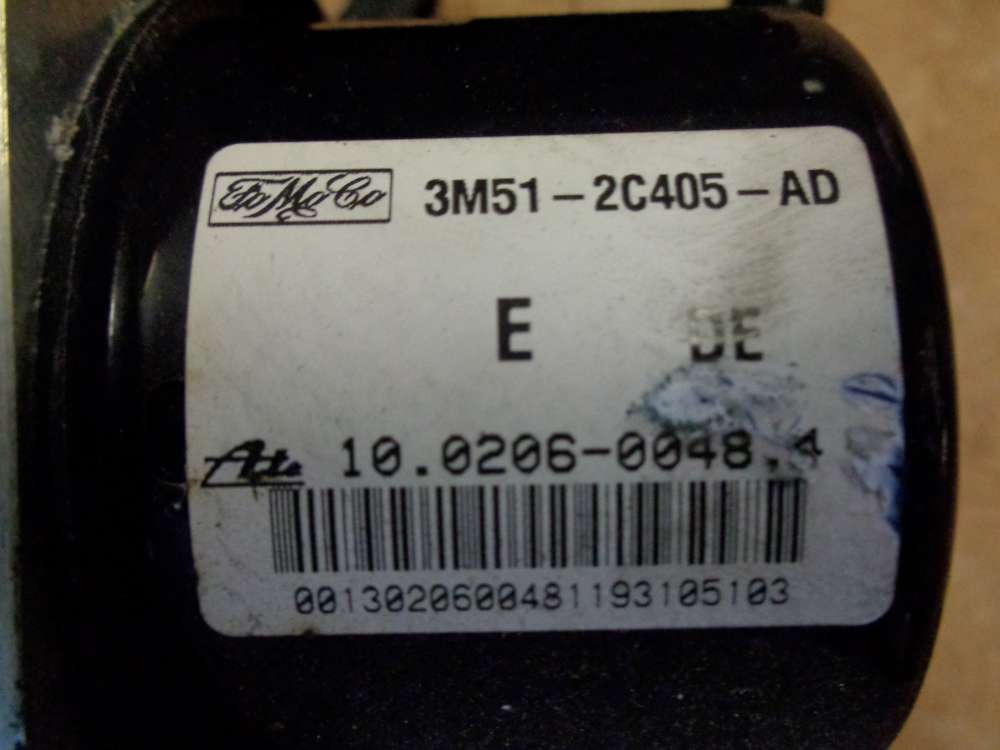 FoMoCo 3M51-2C405-AD
E DE
Ate 10.0206-0048.4
0013020600481193105103